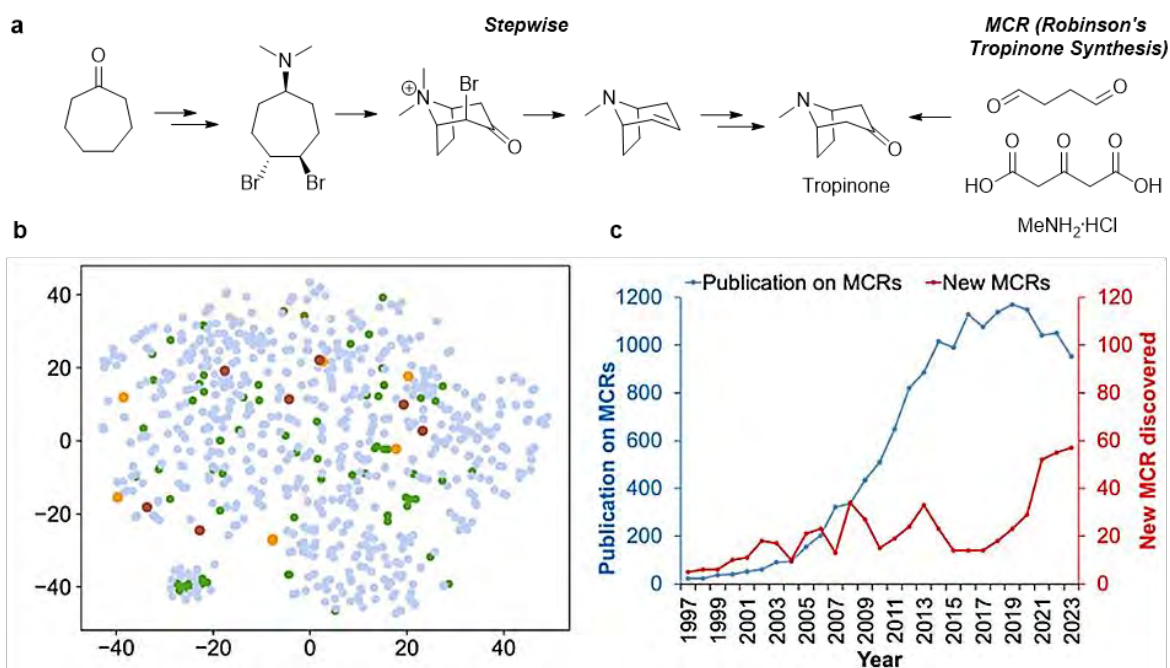 a
Stepwise
MCR (Robinson's
Tropinone Synthesis)
O
N
Br
Br
⊕
N
Br
O
N
N
O
Tropinone
O
O
O
O
O
HO
OH
MeNH2·HCl
b
c
40
20
0
−20
−40
−40
−20
0
20
40
Publication on MCRs
New MCRs
1200
1000
800
600
400
200
0
Publication on MCRs
120
100
80
60
40
20
0
New MCR discovered
1997
1999
2001
2003
2005
2007
2009
2011
2013
2015
2017
2019
2021
2023
Year